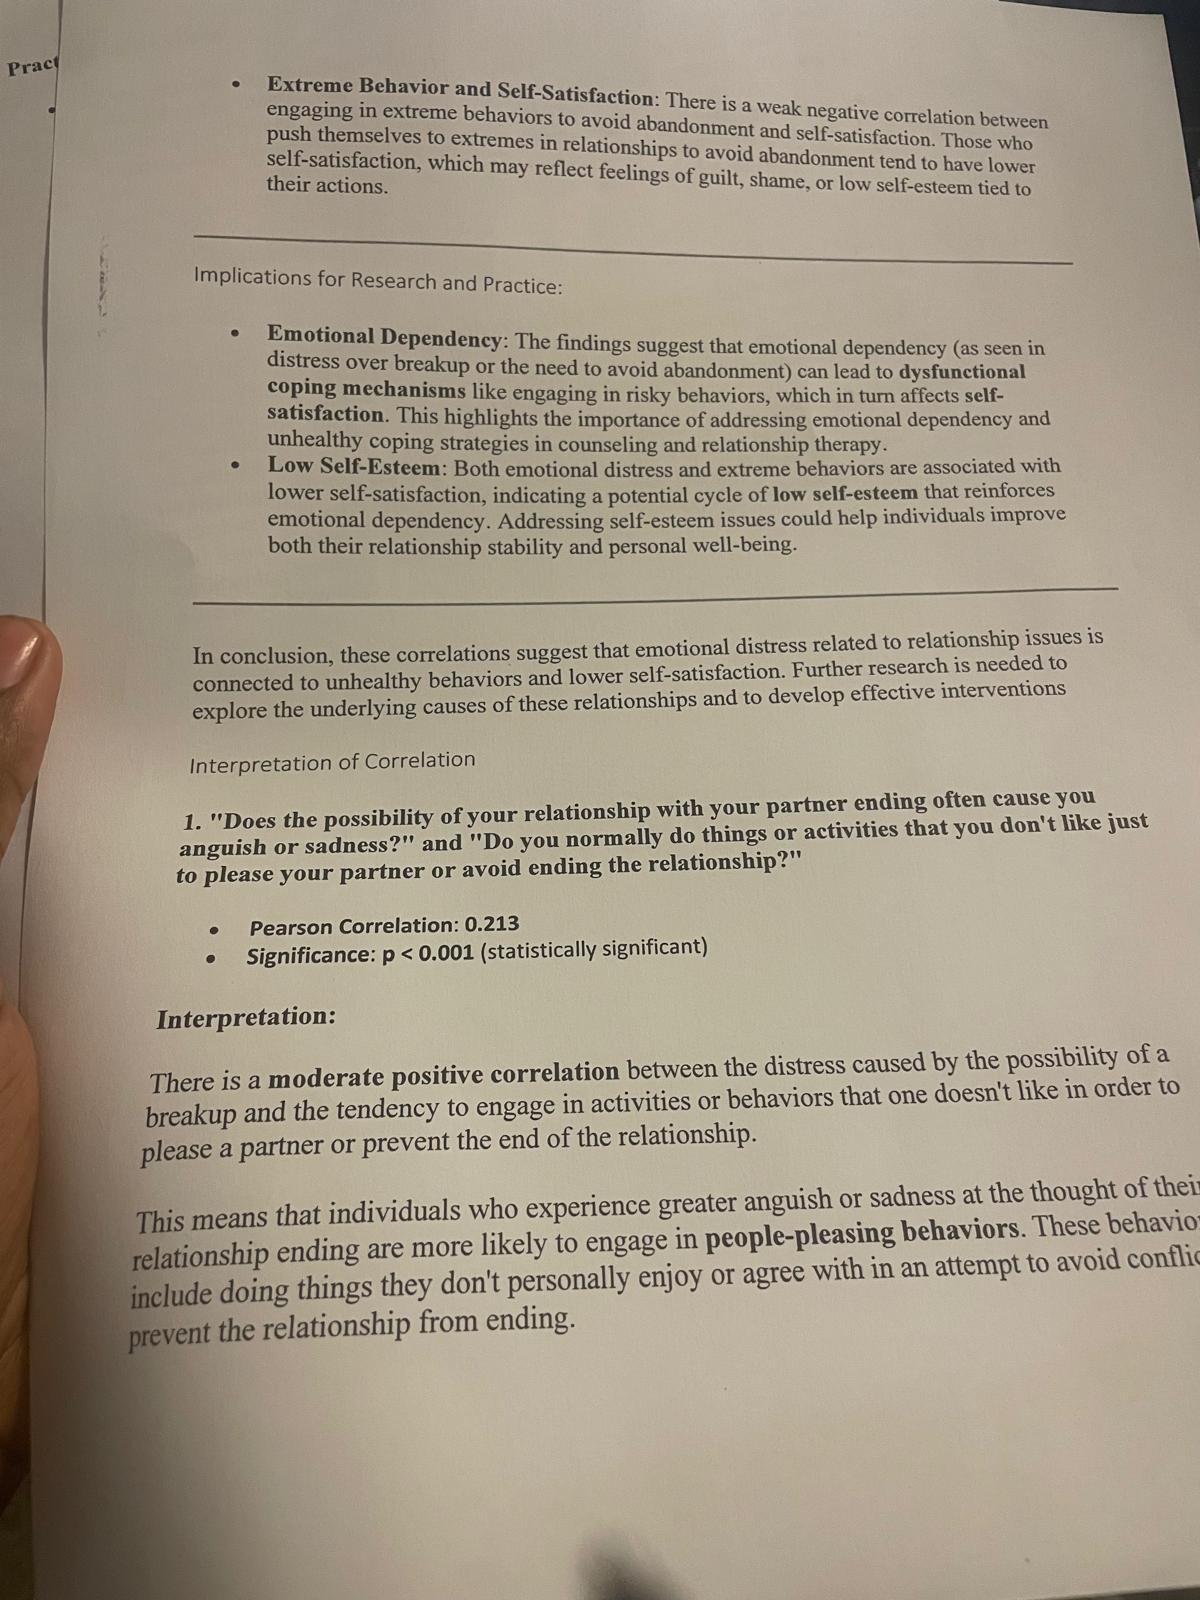 Pract
• Extreme Behavior and Self-Satisfaction: There is a weak negative correlation between
engaging in extreme behaviors to avoid abandonment and self-satisfaction. Those who
push themselves to extremes in relationships to avoid abandonment tend to have lower
self-satisfaction, which may reflect feelings of guilt, shame, or low self-esteem tied to
their actions.
Implications for Research and Practice:
• Emotional Dependency: The findings suggest that emotional dependency (as seen in
distress over breakup or the need to avoid abandonment) can lead to dysfunctional
coping mechanisms like engaging in risky behaviors, which in turn affects self-
satisfaction. This highlights the importance of addressing emotional dependency and
unhealthy coping strategies in counseling and relationship therapy.
• Low Self-Esteem: Both emotional distress and extreme behaviors are associated with
lower self-satisfaction, indicating a potential cycle of low self-esteem that reinforces
emotional dependency. Addressing self-esteem issues could help individuals improve
both their relationship stability and personal well-being.
In conclusion, these correlations suggest that emotional distress related to relationship issues is
connected to unhealthy behaviors and lower self-satisfaction. Further research is needed to
explore the underlying causes of these relationships and to develop effective interventions
Interpretation of Correlation
1. "Does the possibility of your relationship with your partner ending often cause you
anguish or sadness?" and "Do you normally do things or activities that you don't like just
to please your partner or avoid ending the relationship?"
• Pearson Correlation: 0.213
• Significance: p < 0.001 (statistically significant)
Interpretation:
There is a moderate positive correlation between the distress caused by the possibility of a
breakup and the tendency to engage in activities or behaviors that one doesn't like in order to
please a partner or prevent the end of the relationship.
This means that individuals who experience greater anguish or sadness at the thought of their
relationship ending are more likely to engage in people-pleasing behaviors. These behavio
include doing things they don't personally enjoy or agree with in an attempt to avoid conflic
prevent the relationship from ending.